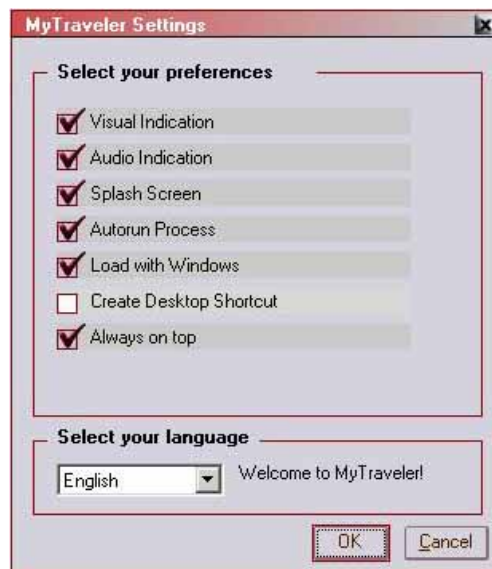 MyTraveler Settings
Select your preferences
Visual Indication
Audio Indication
Splash Screen
Autorun Process
Load with Windows
Create Desktop Shortcut
Always on top
Select your language
English
Welcome to MyTraveler!
OK
Cancel